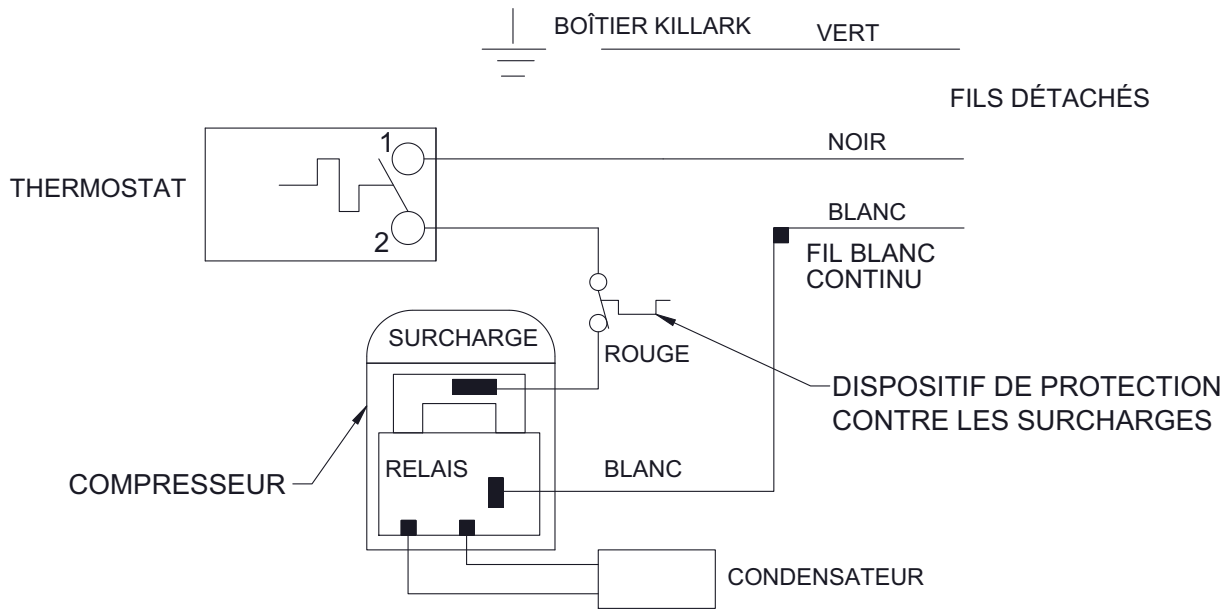 BOÎTIER KILLARK
VERT
FILS DÉTACHÉS
1
NOIR
THERMOSTAT
BLANC
2
FIL BLANC
CONTINU
SURCHARGE
ROUGE
DISPOSITIF DE PROTECTION
CONTRE LES SURCHARGES
RELAIS
BLANC
COMPRESSEUR
CONDENSATEUR